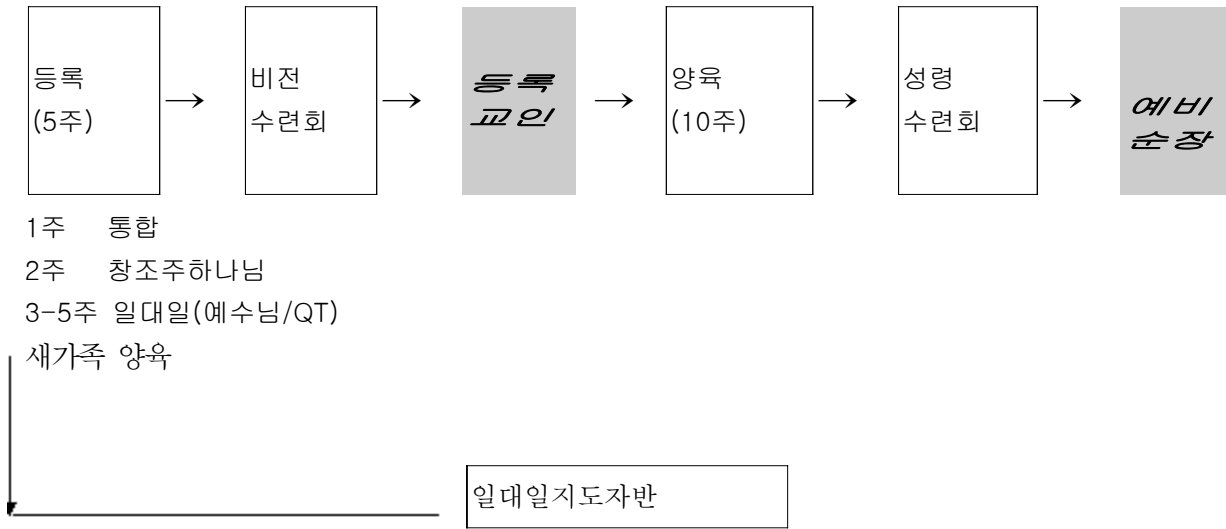 등록
(5주)
→
비전
수련회
→
등록
교인
→
양육
(10주)
→
성령
수련회
→
예비
순장
1주 통합
2주 창조주하나님
3-5주 일대일(예수님/QT)
새가족 양육
일대일지도자반